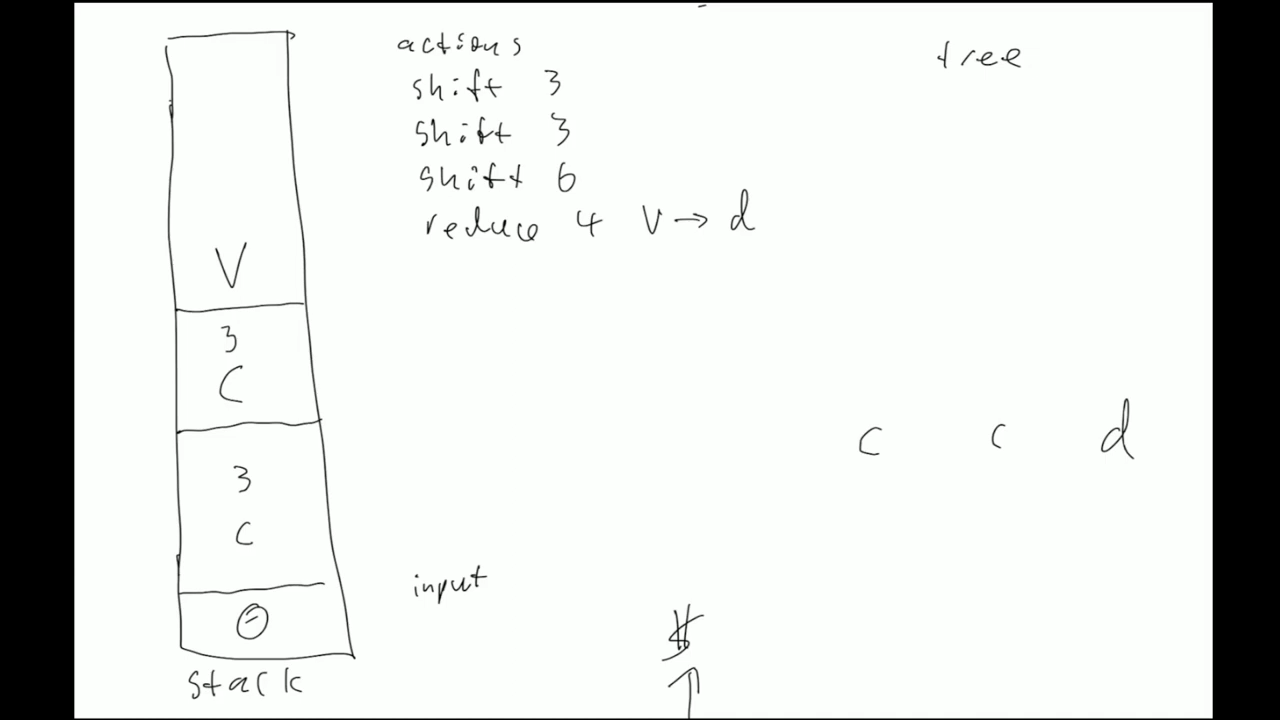 actions
shift 3
shift 3
shift 6
reduce 4 V → d
tree
V
3
C
3
C
0
stack
input
$
↑
c c d